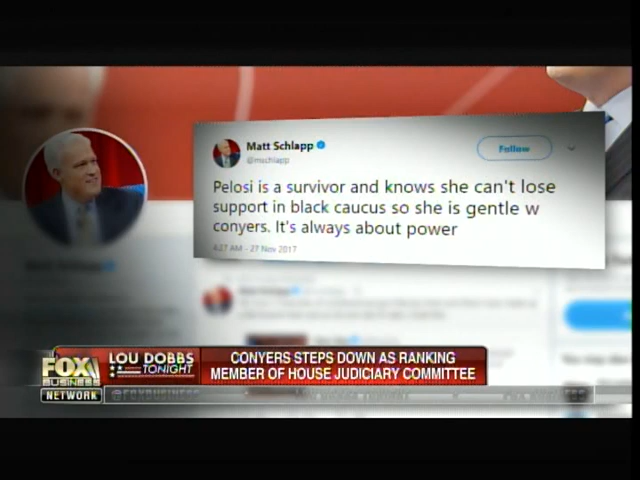 Matt Schlapp
@mschlapp
Follow
Pelosi is a survivor and knows she can't lose
support in black caucus so she is gentle w
conyers. It's always about power
4:27 AM - 27 Nov 2017
FOX
BUSINESS
NETWORK
LOU DOBBS
TONIGHT
CONYERS STEPS DOWN AS RANKING
MEMBER OF HOUSE JUDICIARY COMMITTEE
@FOXBUSINESS